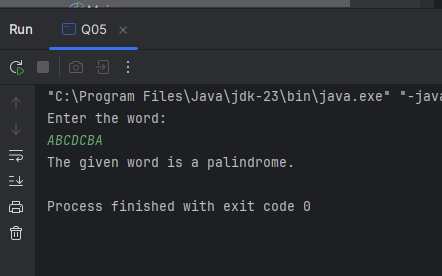 Run
Q05
"C:\Program Files\Java\jdk-23\bin\java.exe" "-java
Enter the word:
ABCDCBA
The given word is a palindrome.
Process finished with exit code 0